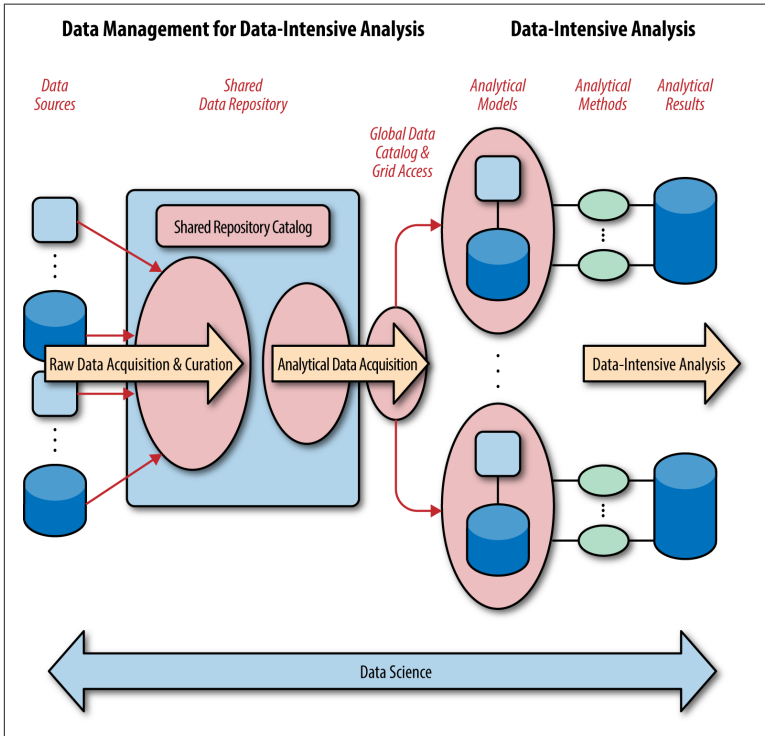 Data Management for Data-Intensive Analysis
Data-Intensive Analysis
Data
Sources
Shared
Data Repository
Global Data
Catalog &
Grid Access
Analytical
Models
Analytical
Methods
Analytical
Results
Shared Repository Catalog
Raw Data Acquisition & Curation
Analytical Data Acquisition
Data-Intensive Analysis
Data Science